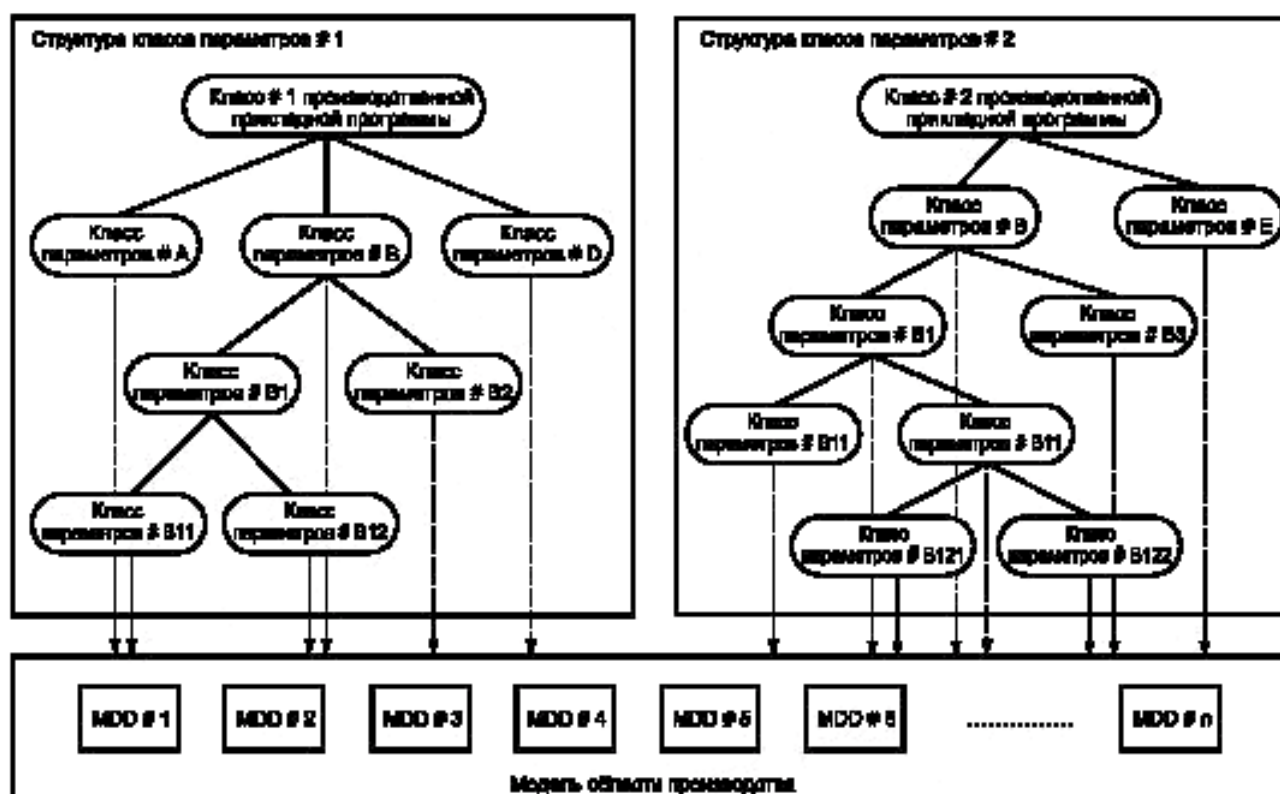 Структура класса параметров # 1
Структура класса параметров # 2
Класс # 1 производственной
прикладной программы
Класс # 2 производственной
прикладной программы
Класс
параметров # A
Класс
параметров # B
Класс
параметров # D
Класс
параметров # B
Класс
параметров # E
Класс
параметров # B1
Класс
параметров # B2
Класс
параметров # B1
Класс
параметров # B3
Класс
параметров # B11
Класс
параметров # B12
Класс
параметров # B11
Класс
параметров # B11
Класс
параметров # B121
Класс
параметров # B122
MDD # 1
MDD # 2
MDD # 3
MDD # 4
MDD # 5
MDD # 6
...............
MDD # n
Модель области производства